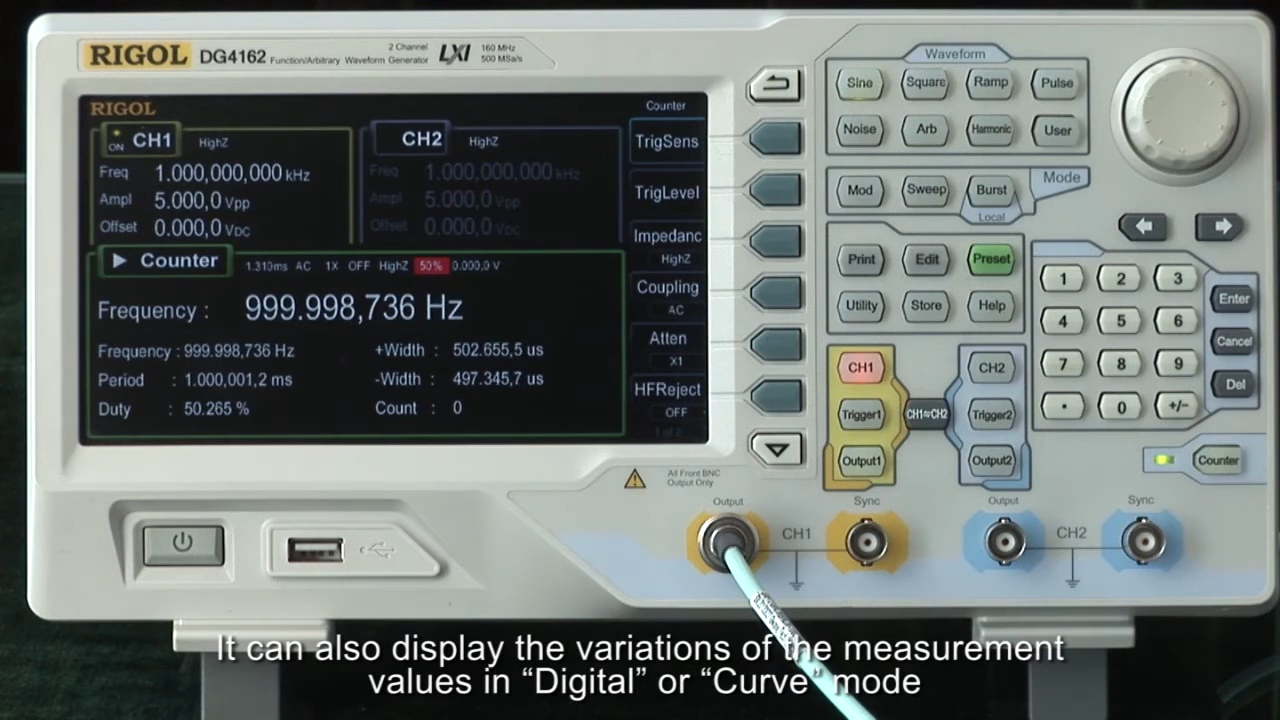 RIGOL DG4162 Function/Arbitrary Waveform Generator
2 Channel
LXI
160 MHz
500 MSa/s
RIGOL
Counter
CH1 HighZ
ON
Freq 1.000,000,000 kHz
Ampl 5.000,0 Vpp
Offset 0.000,0 VDC
CH2 HighZ
Freq 1.000,000,000 kHz
Ampl 5.000,0 Vpp
Offset 0.000,0 VDC
Counter 1.310ms AC 1X OFF HighZ 50% 0.000,0 V
Frequency : 999.998,736 Hz
Frequency : 999.998,736 Hz
Period : 1.000,001,2 ms
Duty : 50.265 %
+Width : 502.655,5 us
-Width : 497.345,7 us
Count : 0
TrigSens
TrigLevel
Impedanc
HighZ
Coupling
AC
Atten
X1
HFReject
OFF
1 of 2
Waveform
Sine Square Ramp Pulse
Noise Arb Harmonic User
Mod Sweep Burst Mode
Local
Print Edit Preset
Utility Store Help
CH1 CH2
Trigger1 CH1⇋CH2 Trigger2
Output1 Output2
1 2 3 Enter
4 5 6 Cancel
7 8 9 Del
. 0 +/-
Counter
All Front BNC
Output Only
Output Sync Output Sync
CH1 CH2
It can also display the variations of the measurement
values in “Digital” or “Curve” mode